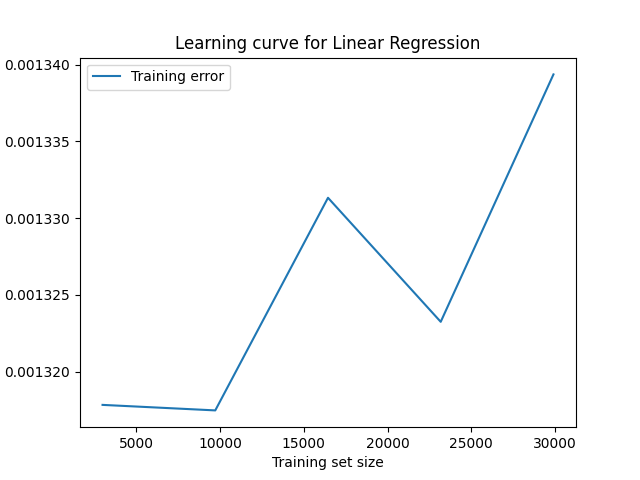 Learning curve for Linear Regression
Training error
0.001340
0.001335
0.001330
0.001325
0.001320
5000 10000 15000 20000 25000 30000
Training set size